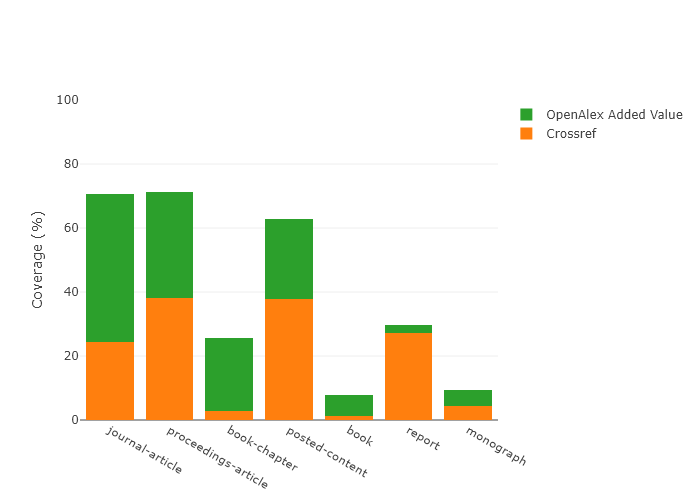 100
80
60
40
20
0
Coverage (%)
journal-article
proceedings-article
book-chapter
posted-content
book
report
monograph
OpenAlex Added Value
Crossref